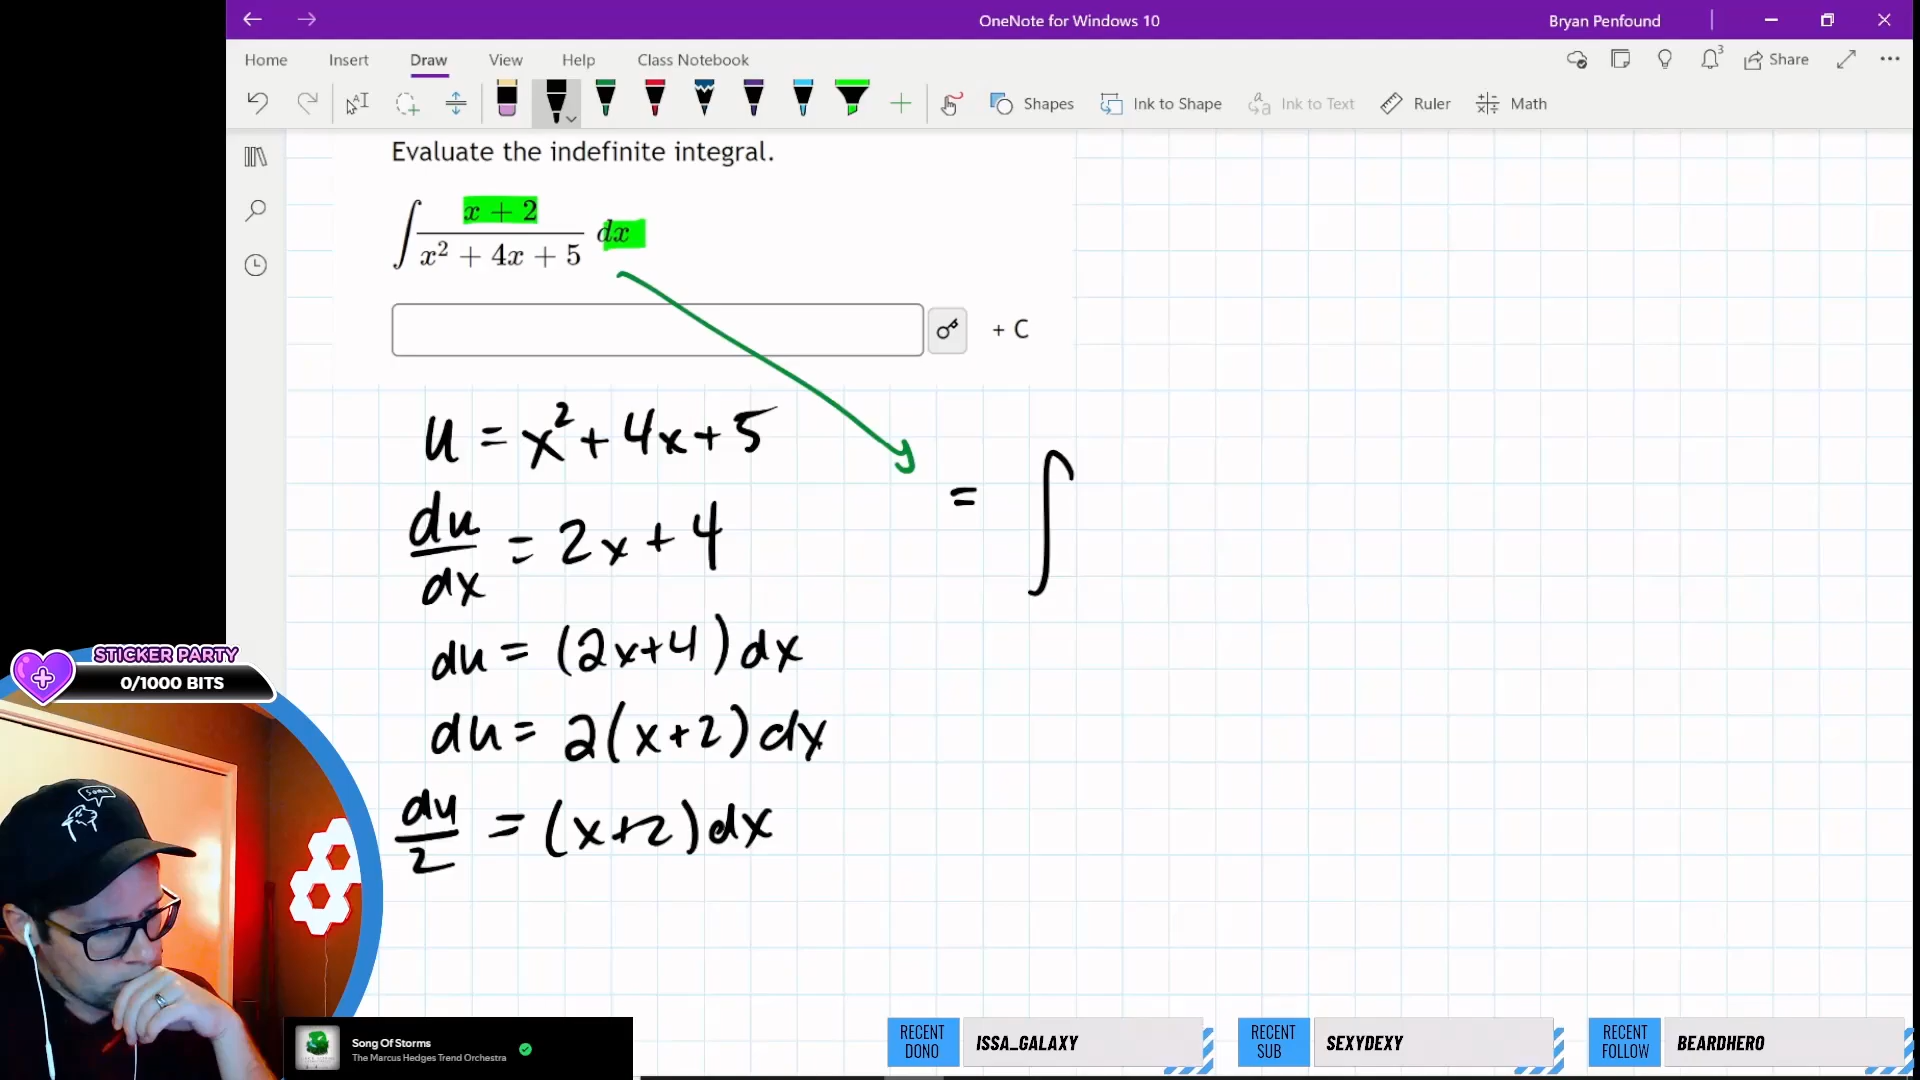 OneNote for Windows 10
Bryan Penfound
Home Insert Draw View Help Class Notebook
3
Share
Shapes Ink to Shape Ink to Text Ruler Math
Evaluate the indefinite integral.
∫ (x + 2)/(x² + 4x + 5) dx
+ C
u = x² + 4x + 5
du/dx = 2x + 4
= ∫
du = (2x+4) dx
du = 2(x+2) dx
du/2 = (x+2) dx
STICKER PARTY
0/1000 BITS
Song Of Storms
The Marcus Hedges Trend Orchestra
RECENT DONO
ISSA_GALAXY
RECENT SUB
SEXYDEXY
RECENT FOLLOW
BEARDHERO